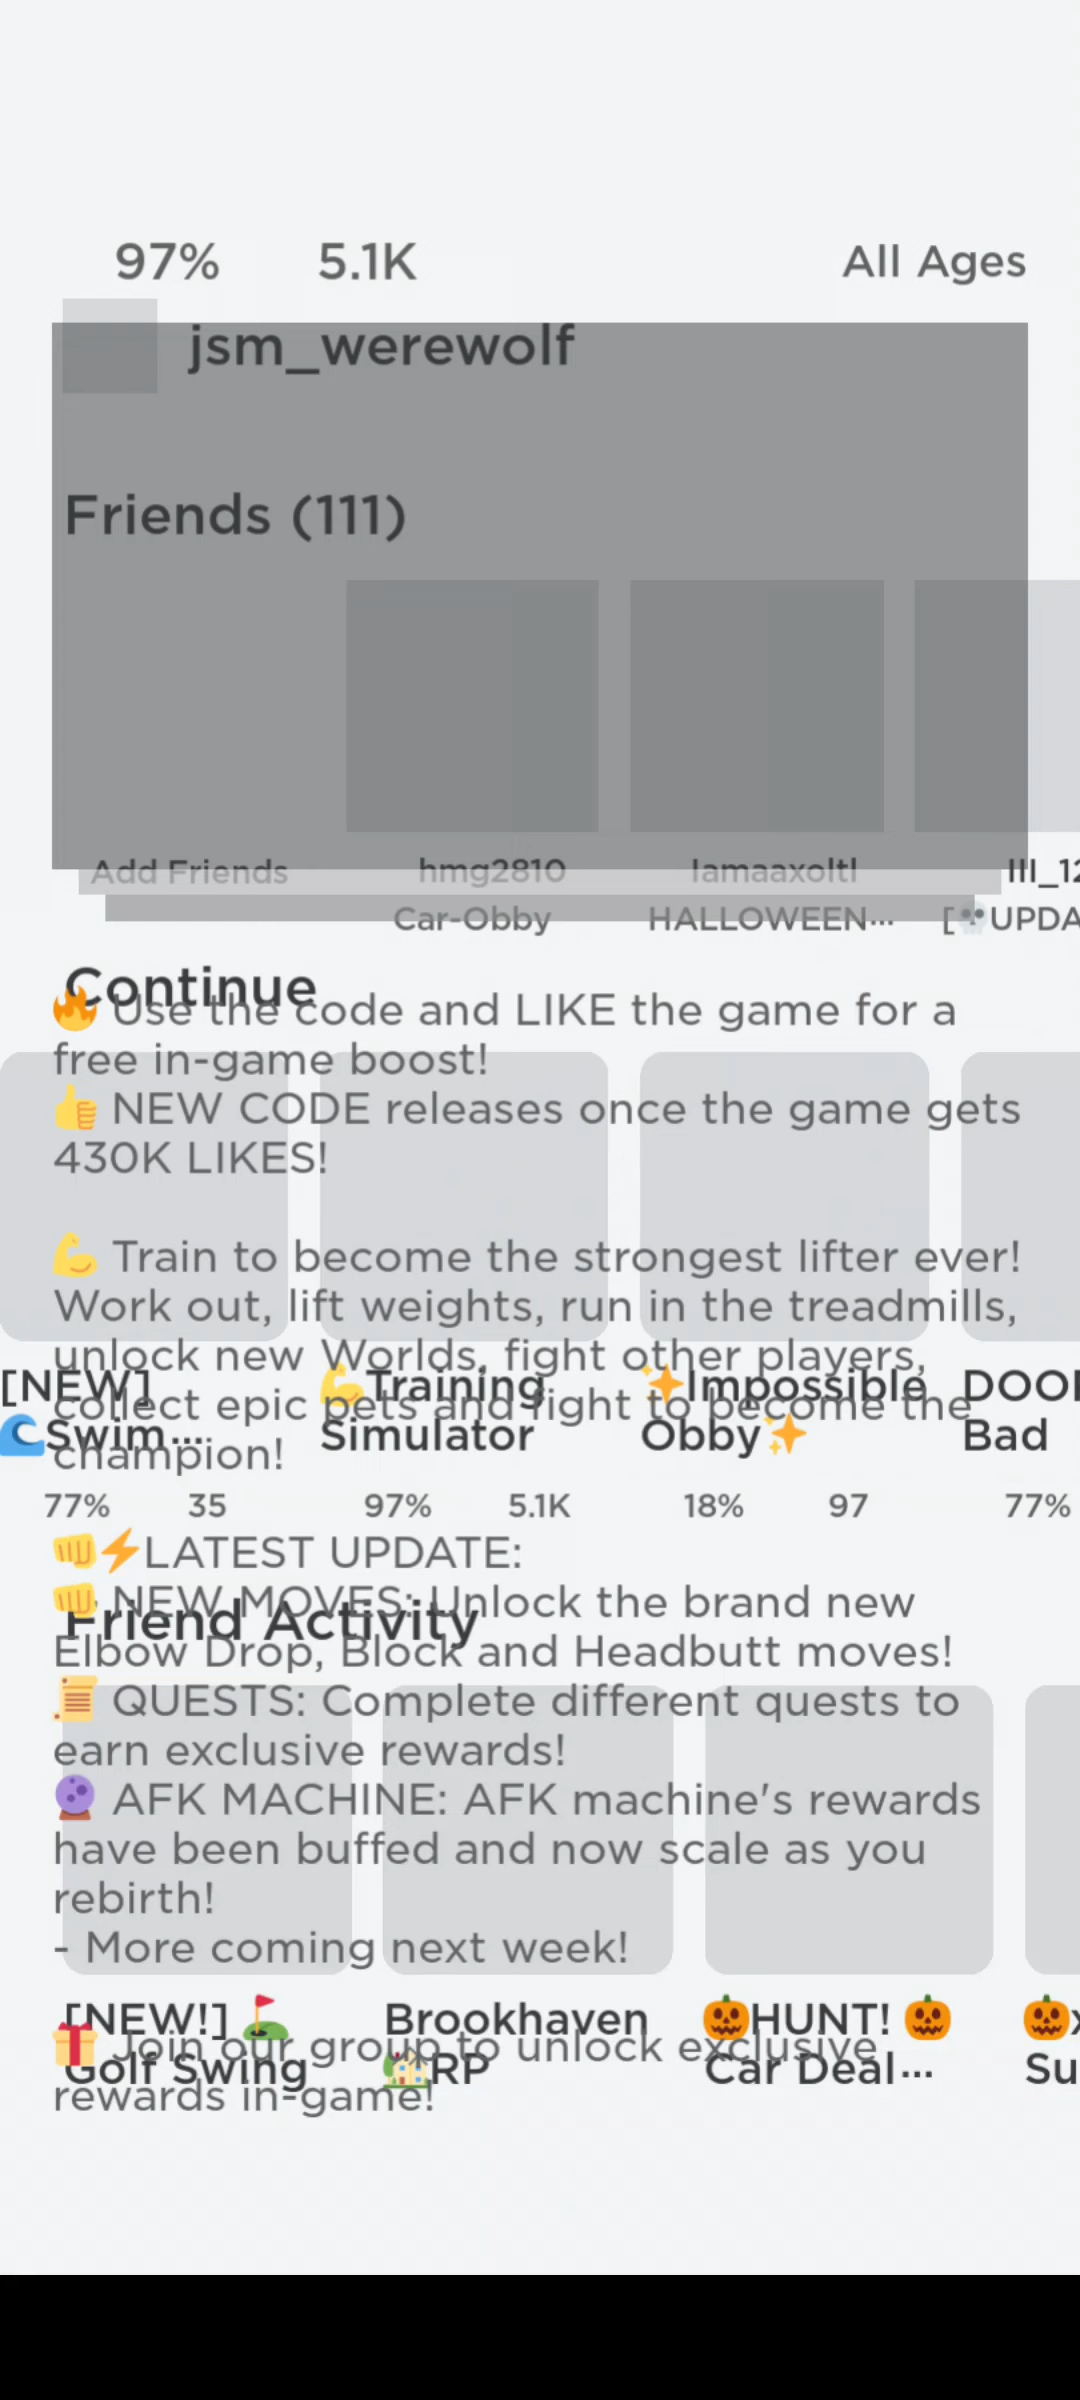 97% 5.1K All Ages
jsm_werewolf
Friends (111)
Add Friends hmg2810 III_12
Car-Obby HALLOWEEN... [💀UPDA
Continue
🔥 Use the code and LIKE the game for a
free in-game boost!
👍 NEW CODE releases once the game gets
430K LIKES!
💪 Train to become the strongest lifter ever!
Work out, lift weights, run in the treadmills,
unlock new Worlds, fight other players,
collect epic pets and fight to become the
champion!
[NEW] 💪Training ✨Impossible
🌊Swim... Simulator Obby✨ Bad
77% 35 97% 5.1K 18% 97 77%
👊⚡LATEST UPDATE:
👊 NEW MOVES: Unlock the brand new
Elbow Drop, Block and Headbutt moves!
Friend Activity
📜 QUESTS: Complete different quests to
earn exclusive rewards!
🔮 AFK MACHINE: AFK machine's rewards
have been buffed and now scale as you
rebirth!
- More coming next week!
[NEW!] ⛳ Brookhaven 🎃HUNT! 🎃 🎃x
Golf Swing 🏡RP Car Deal... Su
🎁 Join our group to unlock exclusive
rewards in-game!